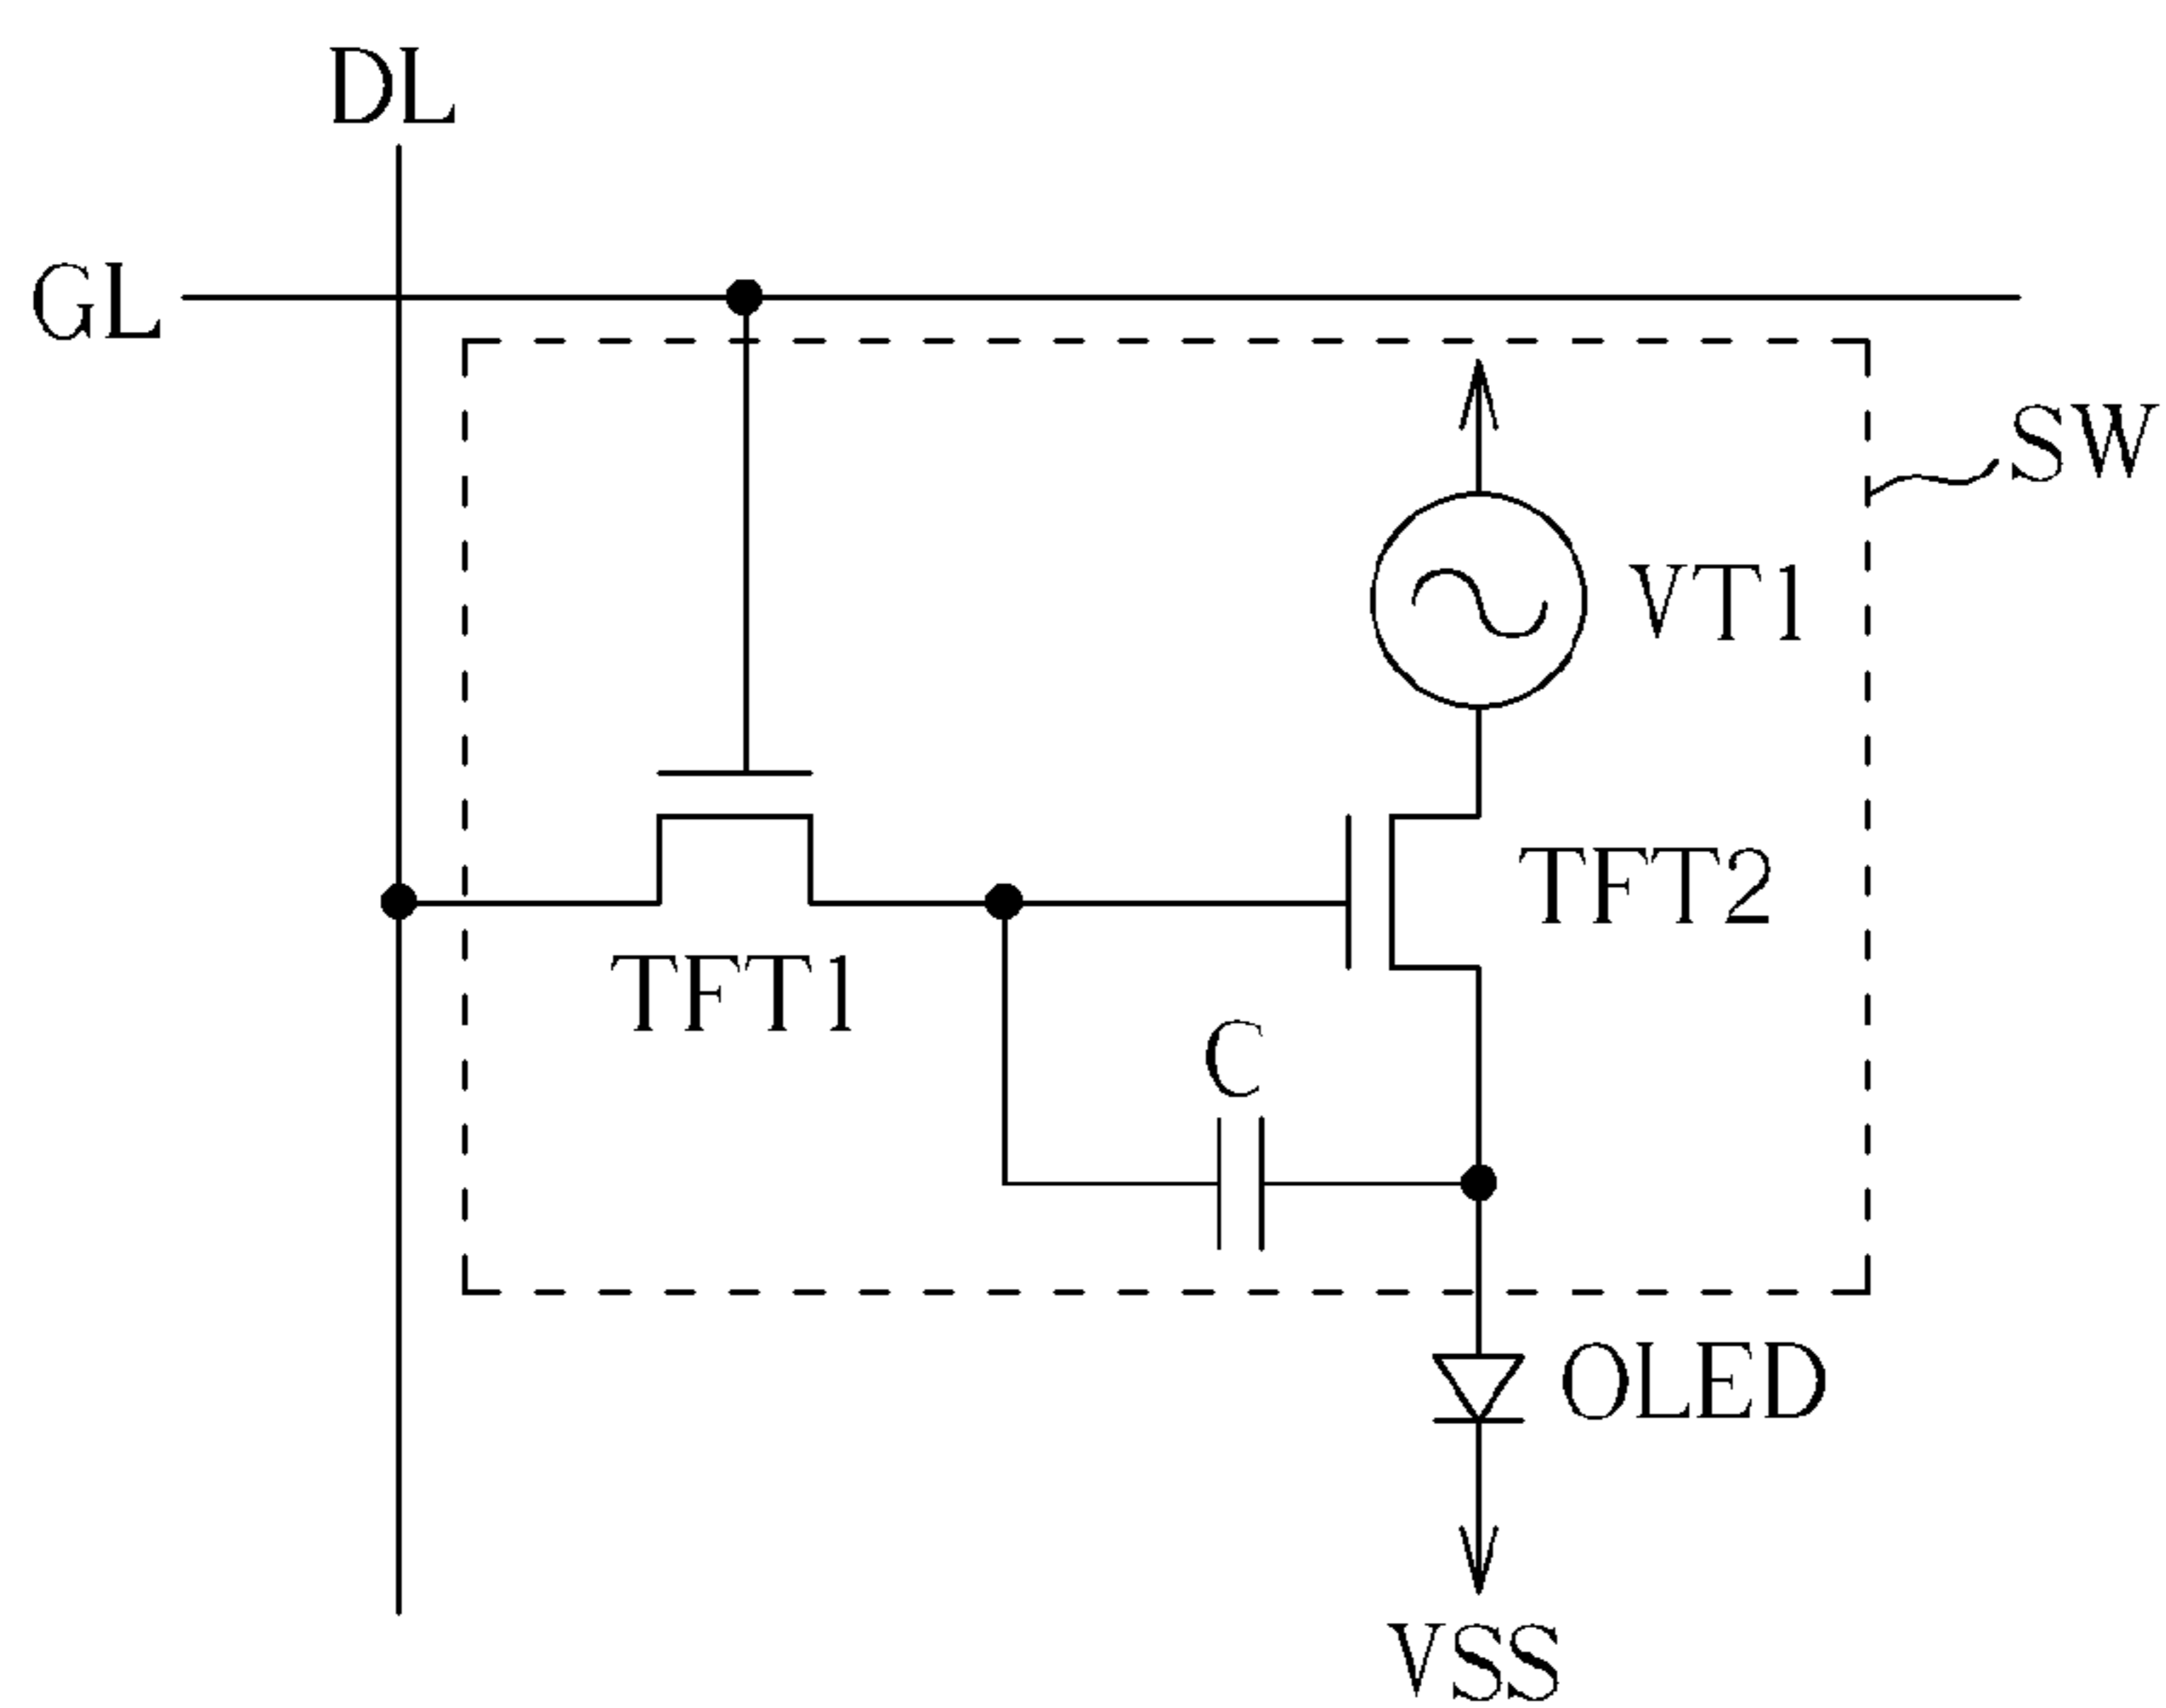 DL
GL
SW
VT1
TFT2
TFT1
C
OLED
VSS